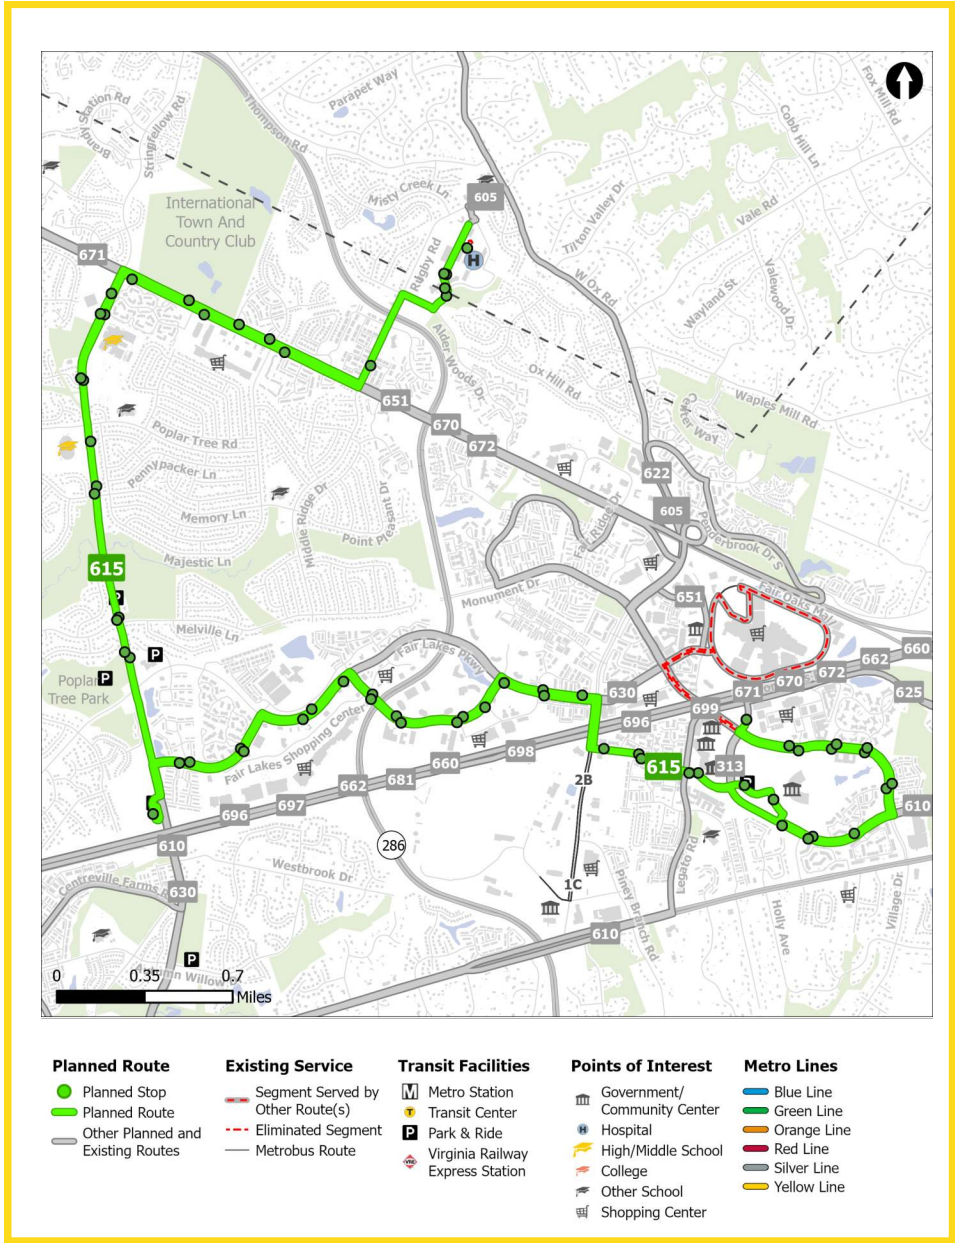 Parapet Way
Fox Mill Rd
Brandy Station Rd
Stringfellow Rd
Thompson Rd
Cobb Hill Ln
Misty Creek Ln
605
International
Town And
Country Club
Tilton Valley Dr
Vale Rd
671
Rugby Rd
H
W Ox Rd
Valewood Dr
Wayland St
Alder Woods Dr
Ox Hill Rd
651
Center Way
Waples Mill Rd
670
672
Poplar Tree Rd
Pennypacker Ln
622
Middle Ridge Dr
Point Pleasant Dr
Fair Ridge Dr
605
Memory Ln
Penderbrook Dr S
Majestic Ln
615
P
Monument Dr
651
Fair Oaks Mall
Melville Ln
Fair Lakes Pkwy
P
P
Poplar
Tree Park
660
662
672
670
671
630
625
699
696
Fair Lakes Shopping Center
698
660
681
662
697
696
615
313
2B
610
610
286
Westbrook Dr
Legato Rd
Centreville Farms Rd
630
1C
Piney Branch Rd
Holly Ave
Village Dr
610
P
0 0.35 0.7
Miles
Planned Route
Planned Stop
Planned Route
Other Planned and
Existing Routes
Existing Service
Segment Served by
Other Route(s)
Eliminated Segment
Metrobus Route
Transit Facilities
M Metro Station
T Transit Center
P Park & Ride
VRE Virginia Railway
Express Station
Points of Interest
Government/
Community Center
H Hospital
High/Middle School
College
Other School
Shopping Center
Metro Lines
Blue Line
Green Line
Orange Line
Red Line
Silver Line
Yellow Line